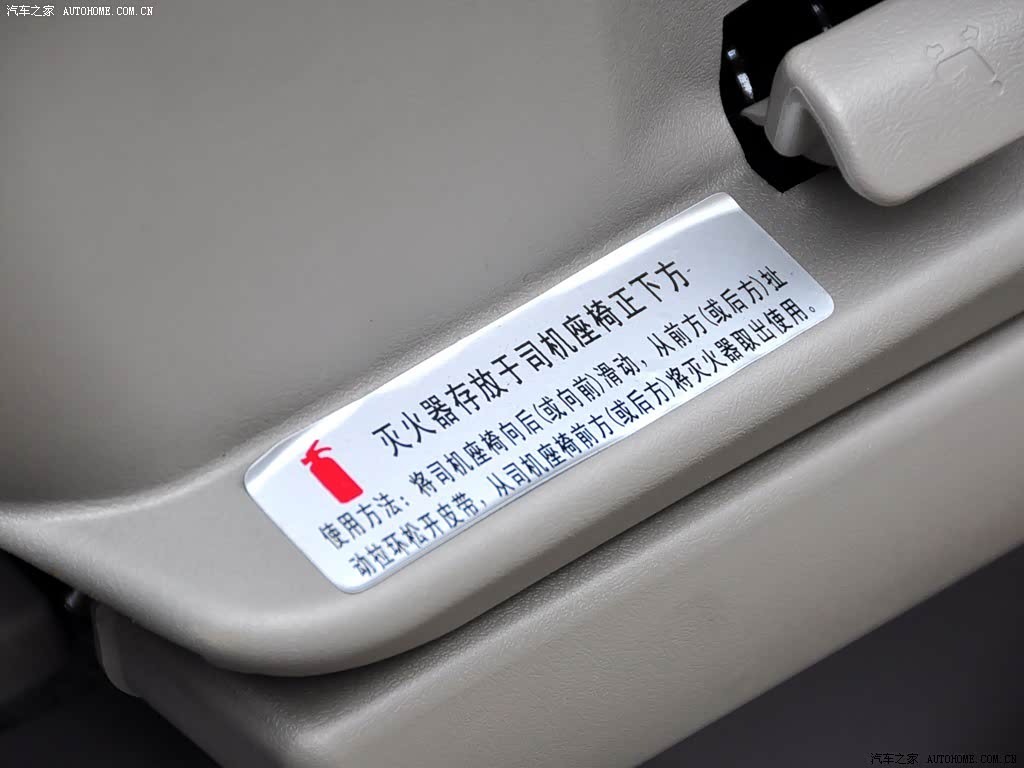 汽车之家 AUTOHOME.COM.CN
灭火器存放于司机座椅正下方
使用方法：将司机座椅向后(或向前)滑动，从前方(或后方)扯
动拉环松开皮带，从司机座椅前方(或后方)将灭火器取出使用。
汽车之家 AUTOHOME.COM.CN